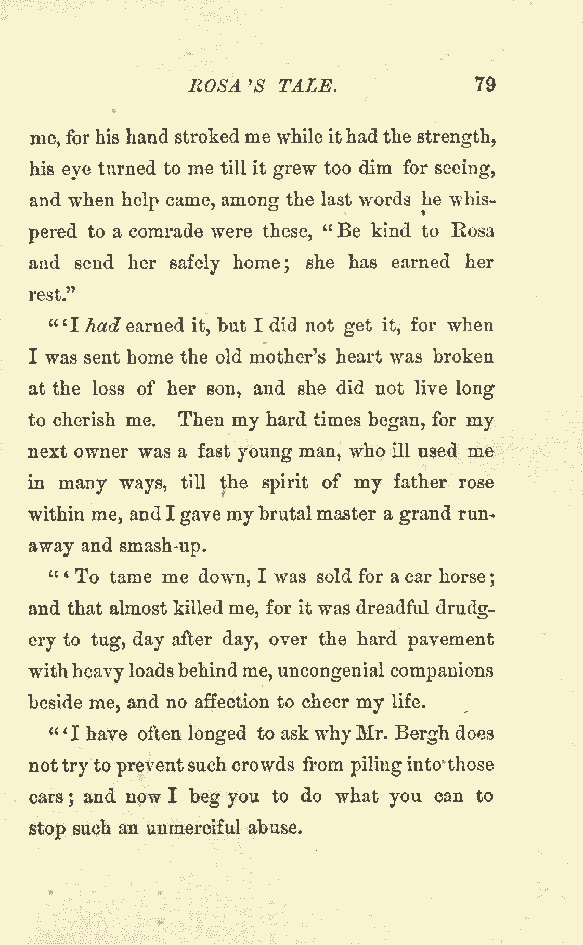 ROSA'S TALE. 79
me, for his hand stroked me while it had the strength,
his eye turned to me till it grew too dim for seeing,
and when help came, among the last words he whis-
pered to a comrade were these, “Be kind to Rosa
and send her safely home; she has earned her
rest.”
“‘I had earned it, but I did not get it, for when
I was sent home the old mother's heart was broken
at the loss of her son, and she did not live long
to cherish me. Then my hard times began, for my
next owner was a fast young man, who ill used me
in many ways, till the spirit of my father rose
within me, and I gave my brutal master a grand run-
away and smash-up.
“‘To tame me down, I was sold for a car horse;
and that almost killed me, for it was dreadful drudg-
ery to tug, day after day, over the hard pavement
with heavy loads behind me, uncongenial companions
beside me, and no affection to cheer my life.
“‘I have often longed to ask why Mr. Bergh does
not try to prevent such crowds from piling into those
cars; and now I beg you to do what you can to
stop such an unmerciful abuse.